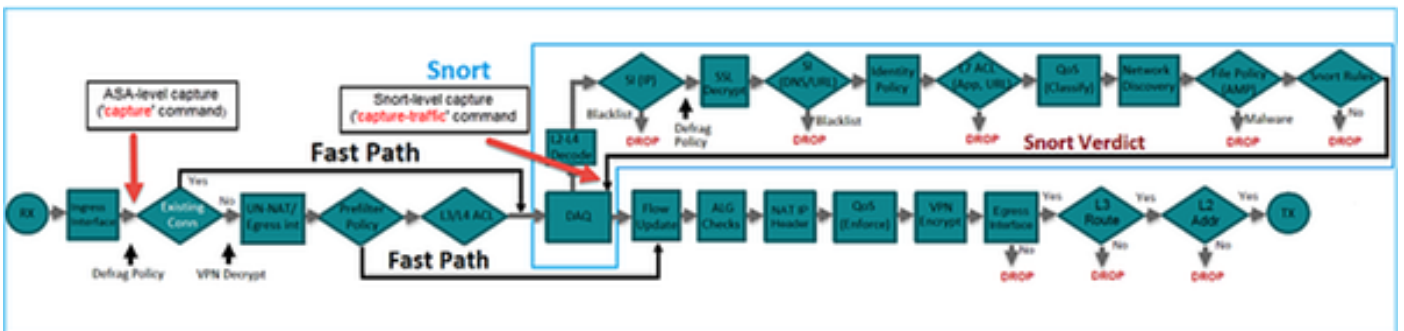 Snort
ASA-level capture
('capture' command)
Snort-level capture
('capture-traffic' command
SI (IP)
SSL
Decrypt
SI
(DNS/URL)
Identity
Policy
L7 ACL
(App, URL)
QoS
(Classify)
Network
Discovery
File Policy
(AMP)
Snort Rules
Blacklist
DROP
Defrag
Policy
Blacklist
DROP
DROP
Malware
DROP
No
DROP
L2-L4
Decode
Snort Verdict
Fast Path
Yes
RX
Ingress
Interface
Existing
Conn
No
UN-NAT/
Egress Int
Prefilter
Policy
L3/L4 ACL
DAQ
Flow
Update
ALG
Checks
NAT IP
Header
QoS
(Enforce)
VPN
Encrypt
Egress
Interface
Yes
L3
Route
Yes
L2
Addr
Yes
TX
Defrag Policy
VPN Decrypt
Fast Path
No
DROP
No
DROP
No
DROP